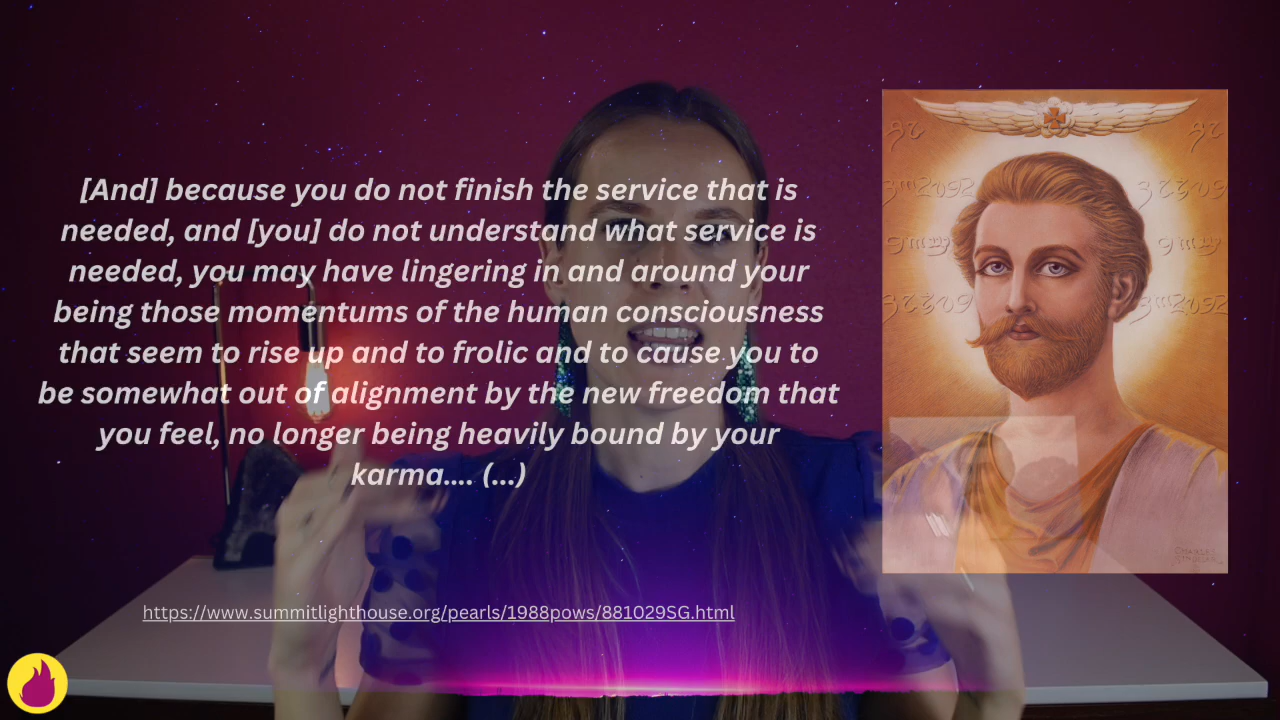 [And] because you do not finish the service that is
needed, and [you] do not understand what service is
needed, you may have lingering in and around your
being those momentums of the human consciousness
that seem to rise up and to frolic and to cause you to
be somewhat out of alignment by the new freedom that
you feel, no longer being heavily bound by your
karma.... (...)
https://www.summitlighthouse.org/pearls/1988pows/881029SG.html